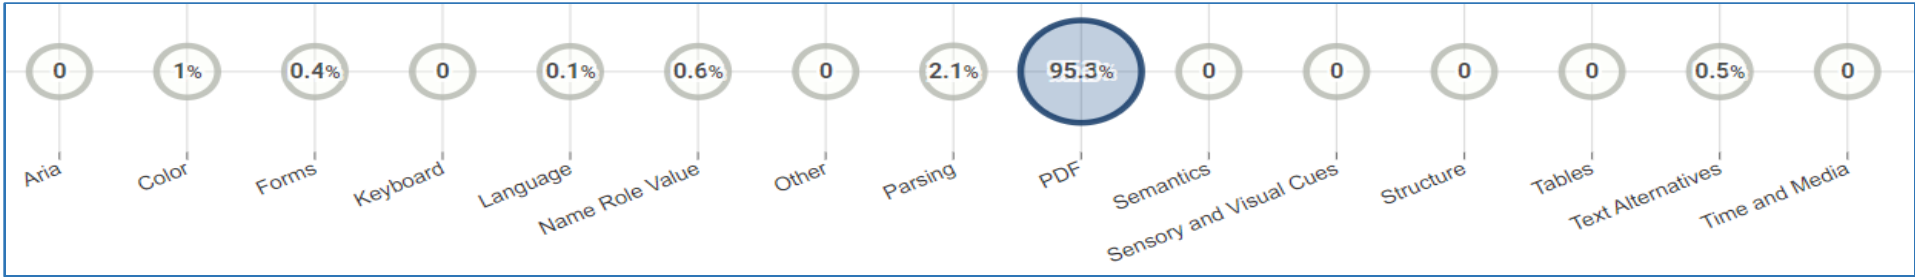 0 1% 0.4% 0 0.1% 0.6% 0 2.1% 95.3% 0 0 0 0 0.5% 0
Aria Color Forms Keyboard Language Name Role Value Other Parsing PDF Semantics Sensory and Visual Cues Structure Tables Text Alternatives Time and Media